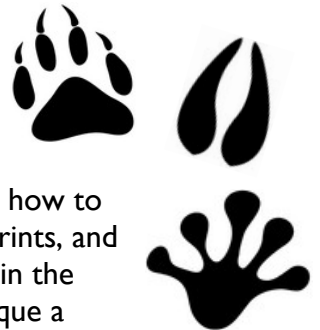 how to
rints, and
in the
que a